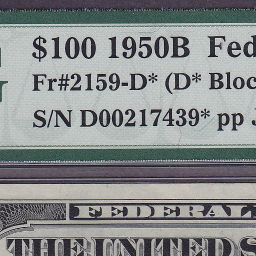 $100 1950B Fed
Fr#2159-D* (D* Bloc
S/N D00217439* pp J
FEDERAL
THE UNITED S